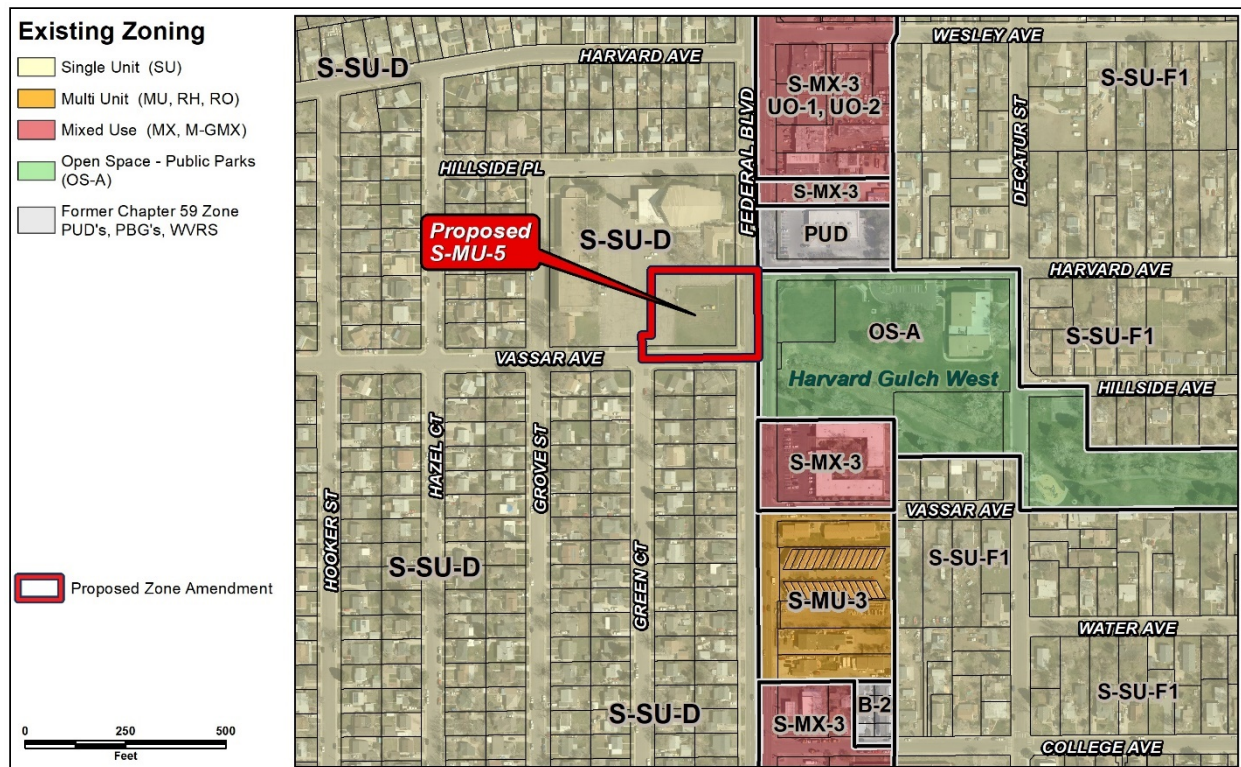 Existing Zoning
Single Unit (SU)
Multi Unit (MU, RH, RO)
Mixed Use (MX, M-GMX)
Open Space - Public Parks
(OS-A)
Former Chapter 59 Zone
PUD's, PBG's, WVRS
Proposed Zone Amendment
0 250 500
Feet
S-SU-D
HARVARD AVE
WESLEY AVE
S-SU-F1
S-MX-3
UO-1, UO-2
FEDERAL BLVD
DECATUR ST
HILLSIDE PL
S-MX-3
Proposed
S-MU-5
S-SU-D
PUD
HARVARD AVE
OS-A
S-SU-F1
VASSAR AVE
Harvard Gulch West
HILLSIDE AVE
HOOKER ST
HAZEL CT
GROVE ST
GREEN CT
S-MX-3
VASSAR AVE
S-SU-D
S-SU-F1
S-MU-3
WATER AVE
S-SU-D
S-MX-3
B-2
S-SU-F1
COLLEGE AVE